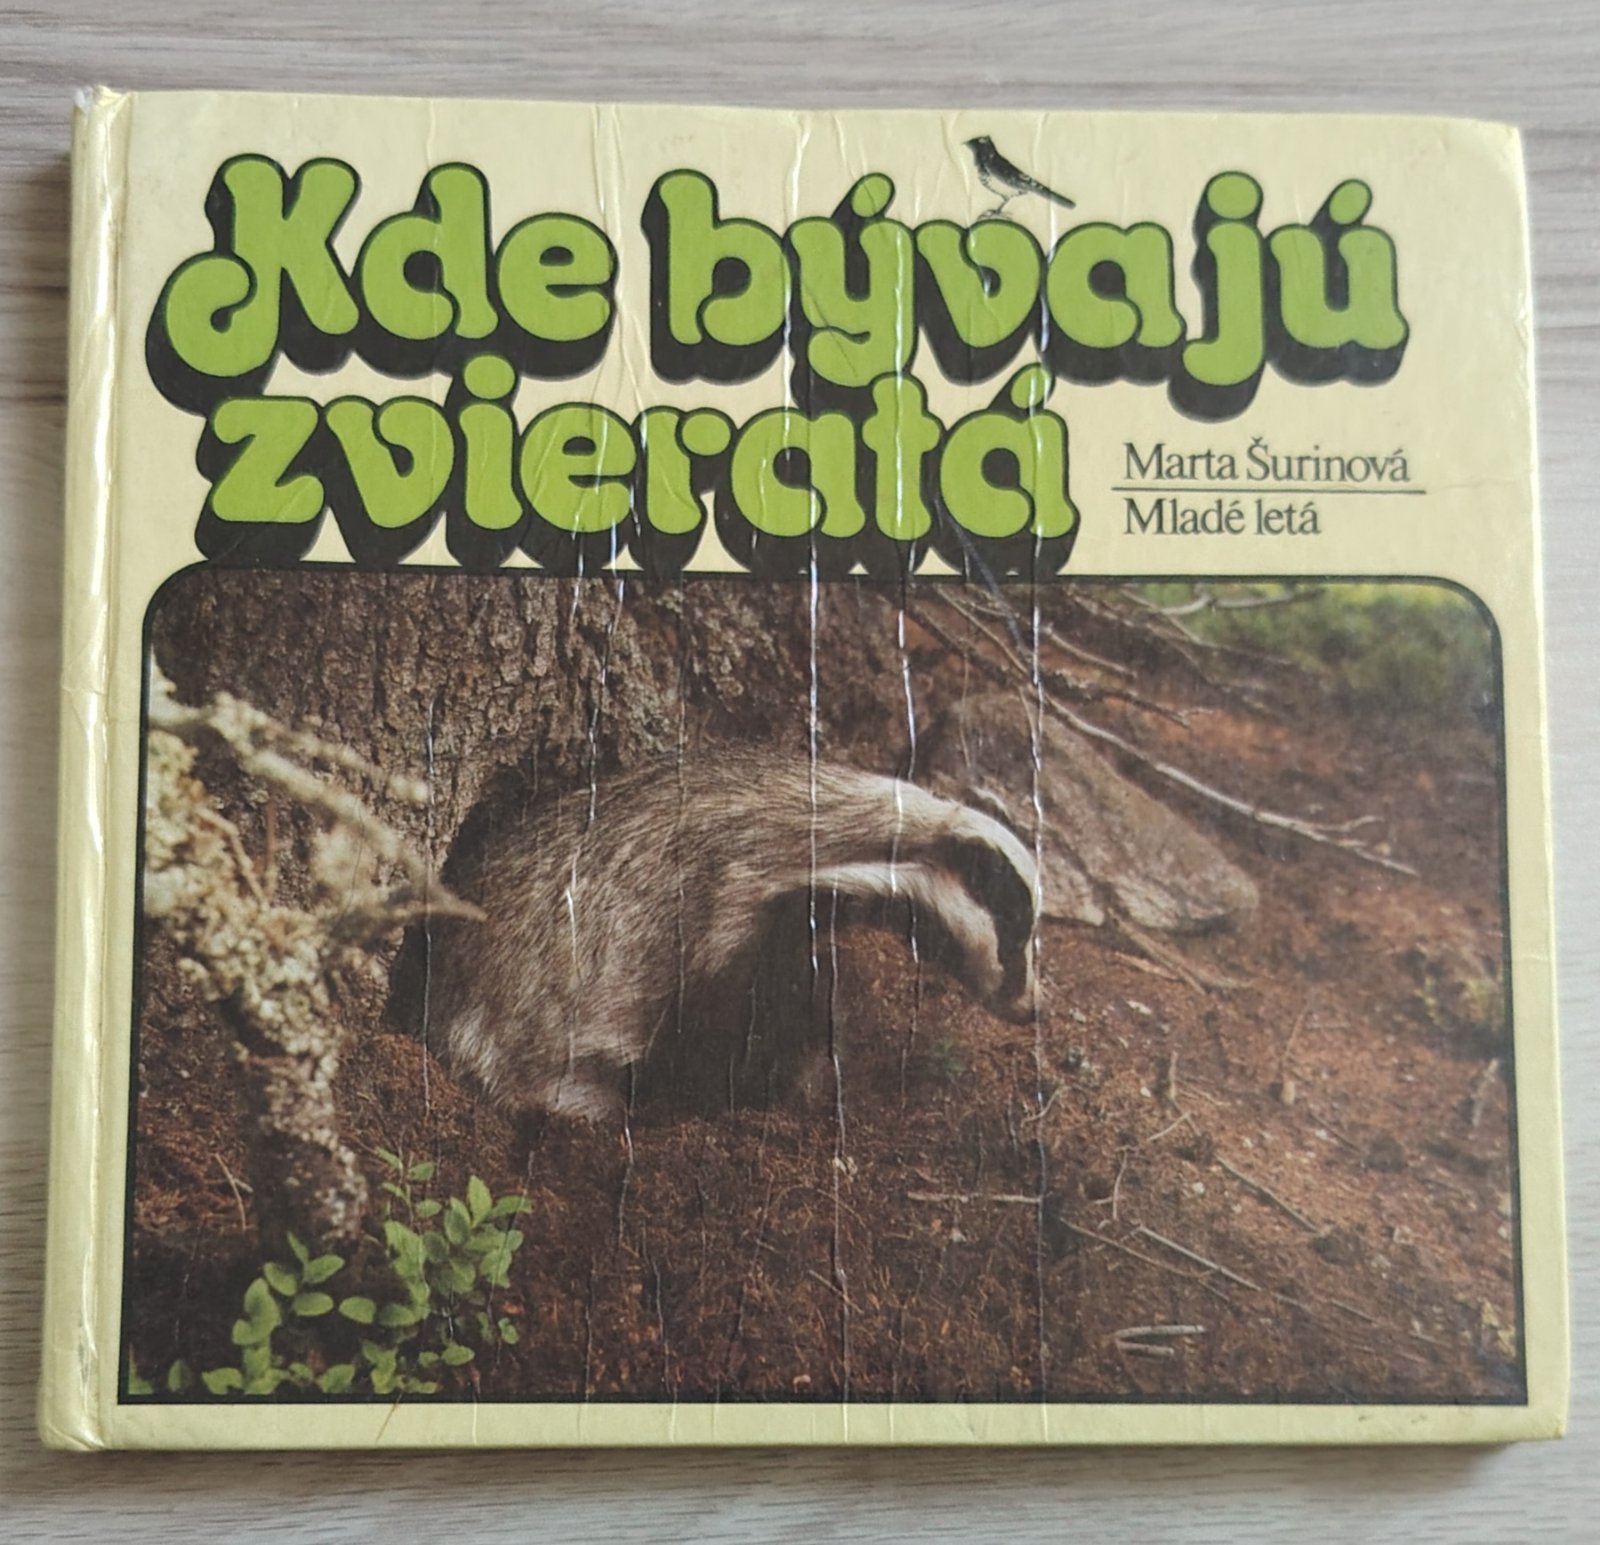 Kde bývajú
zvieratá
Marta Šurinová
Mladé letá